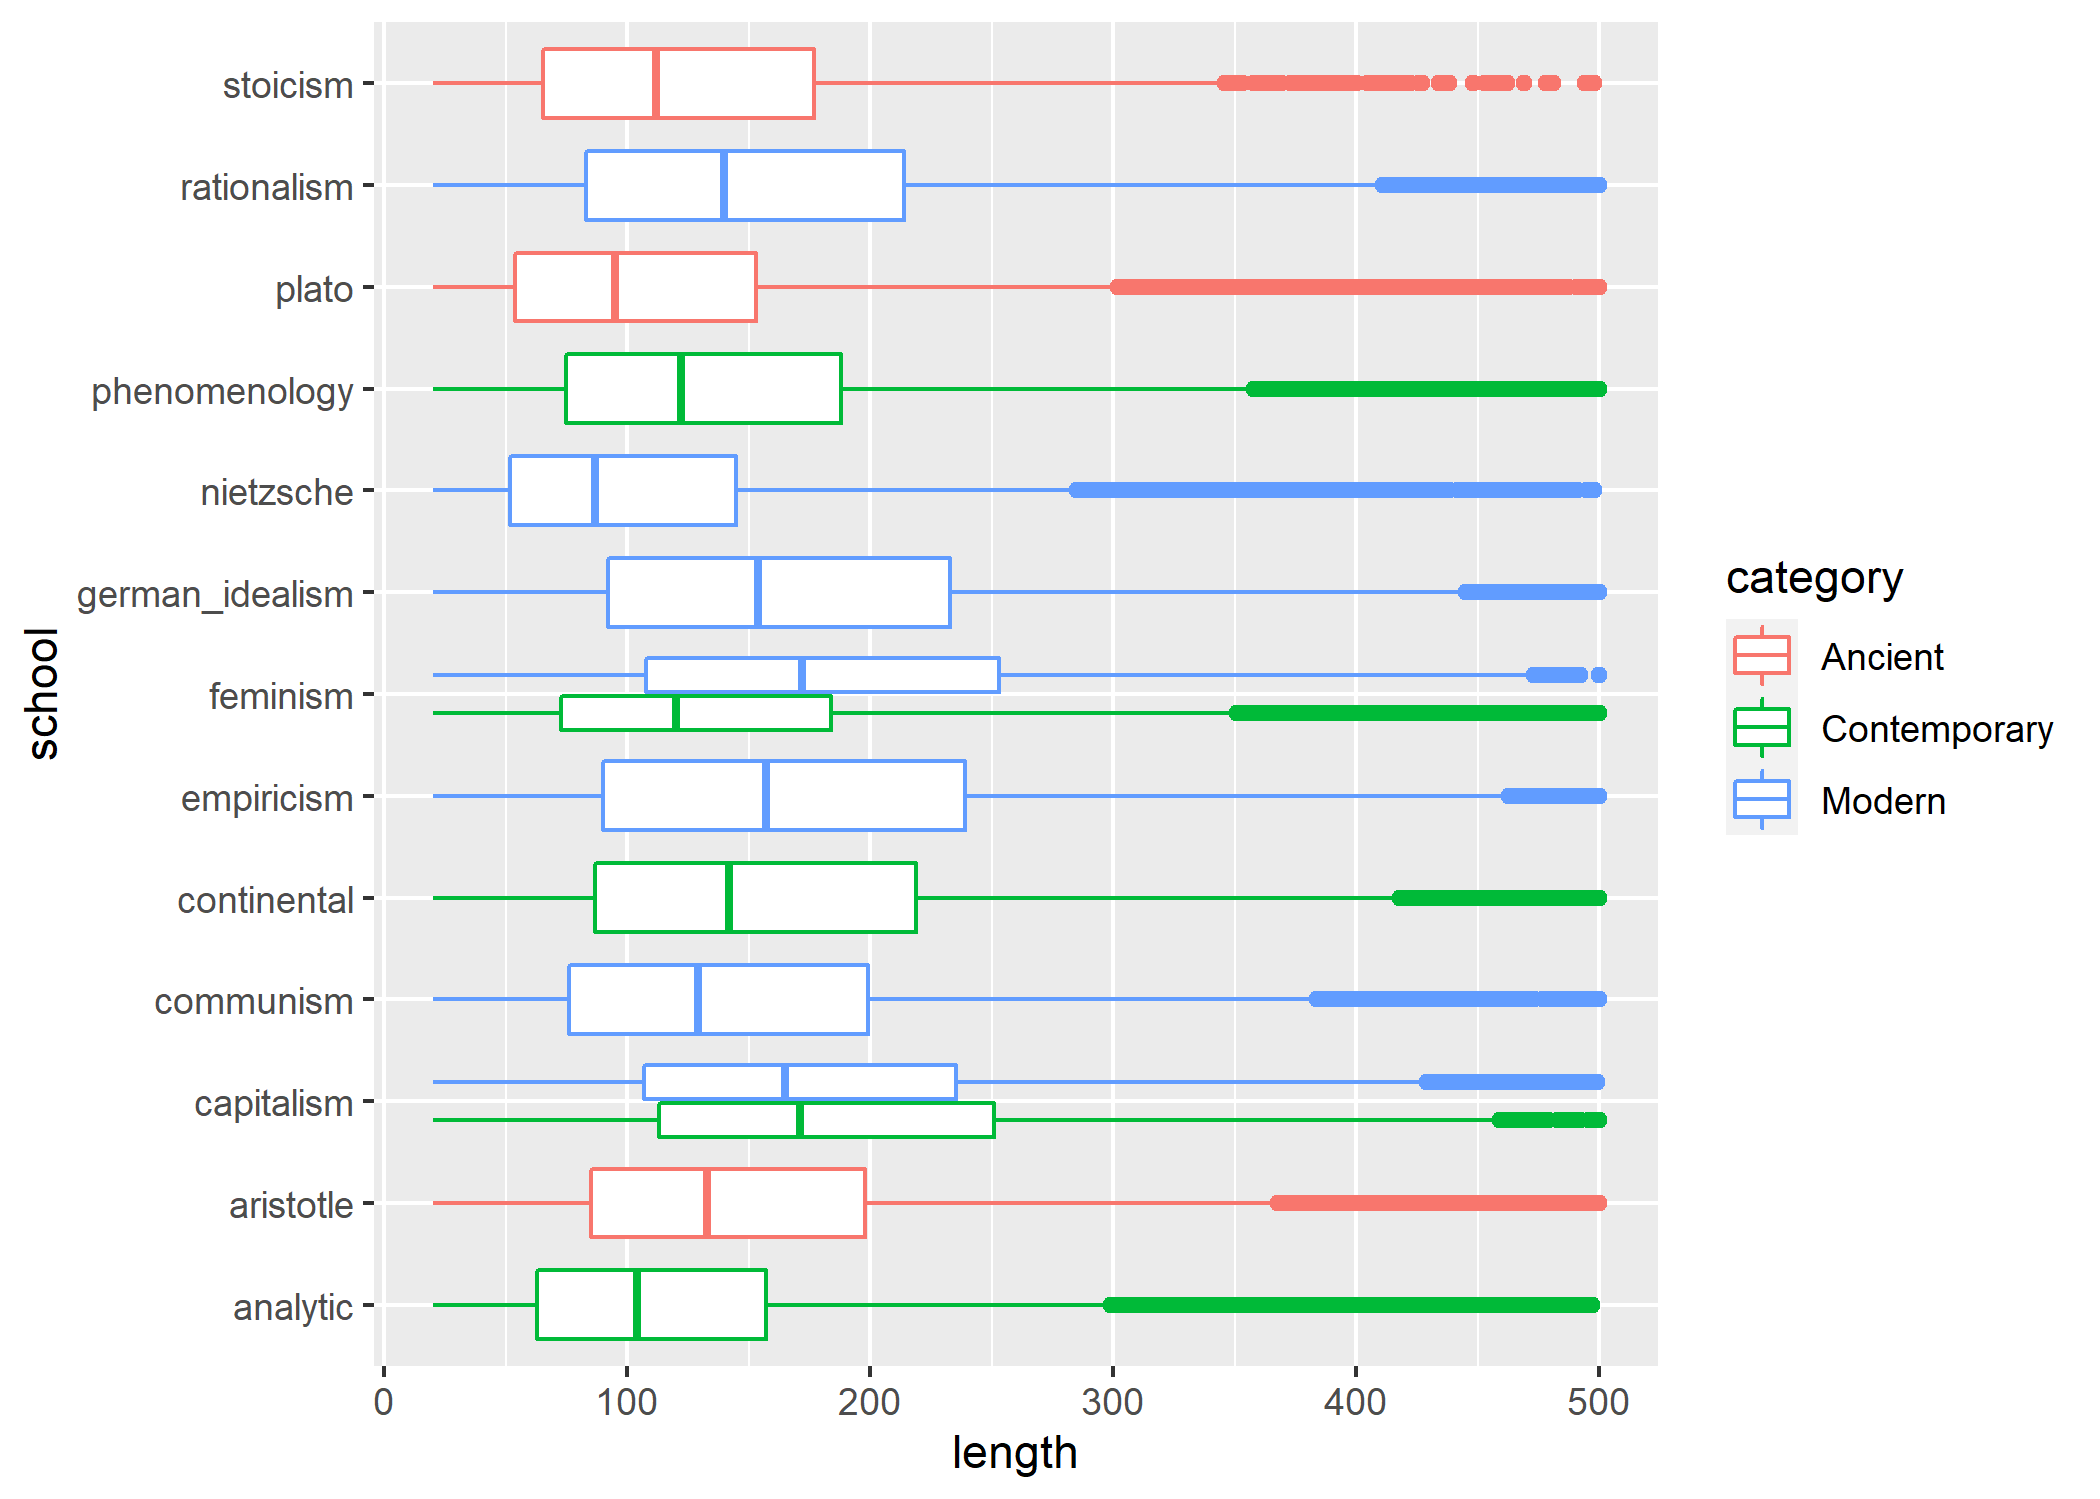 school
stoicism
rationalism
plato
phenomenology
nietzsche
german_idealism
feminism
empiricism
continental
communism
capitalism
aristotle
analytic
0 100 200 300 400 500
length
category
Ancient
Contemporary
Modern